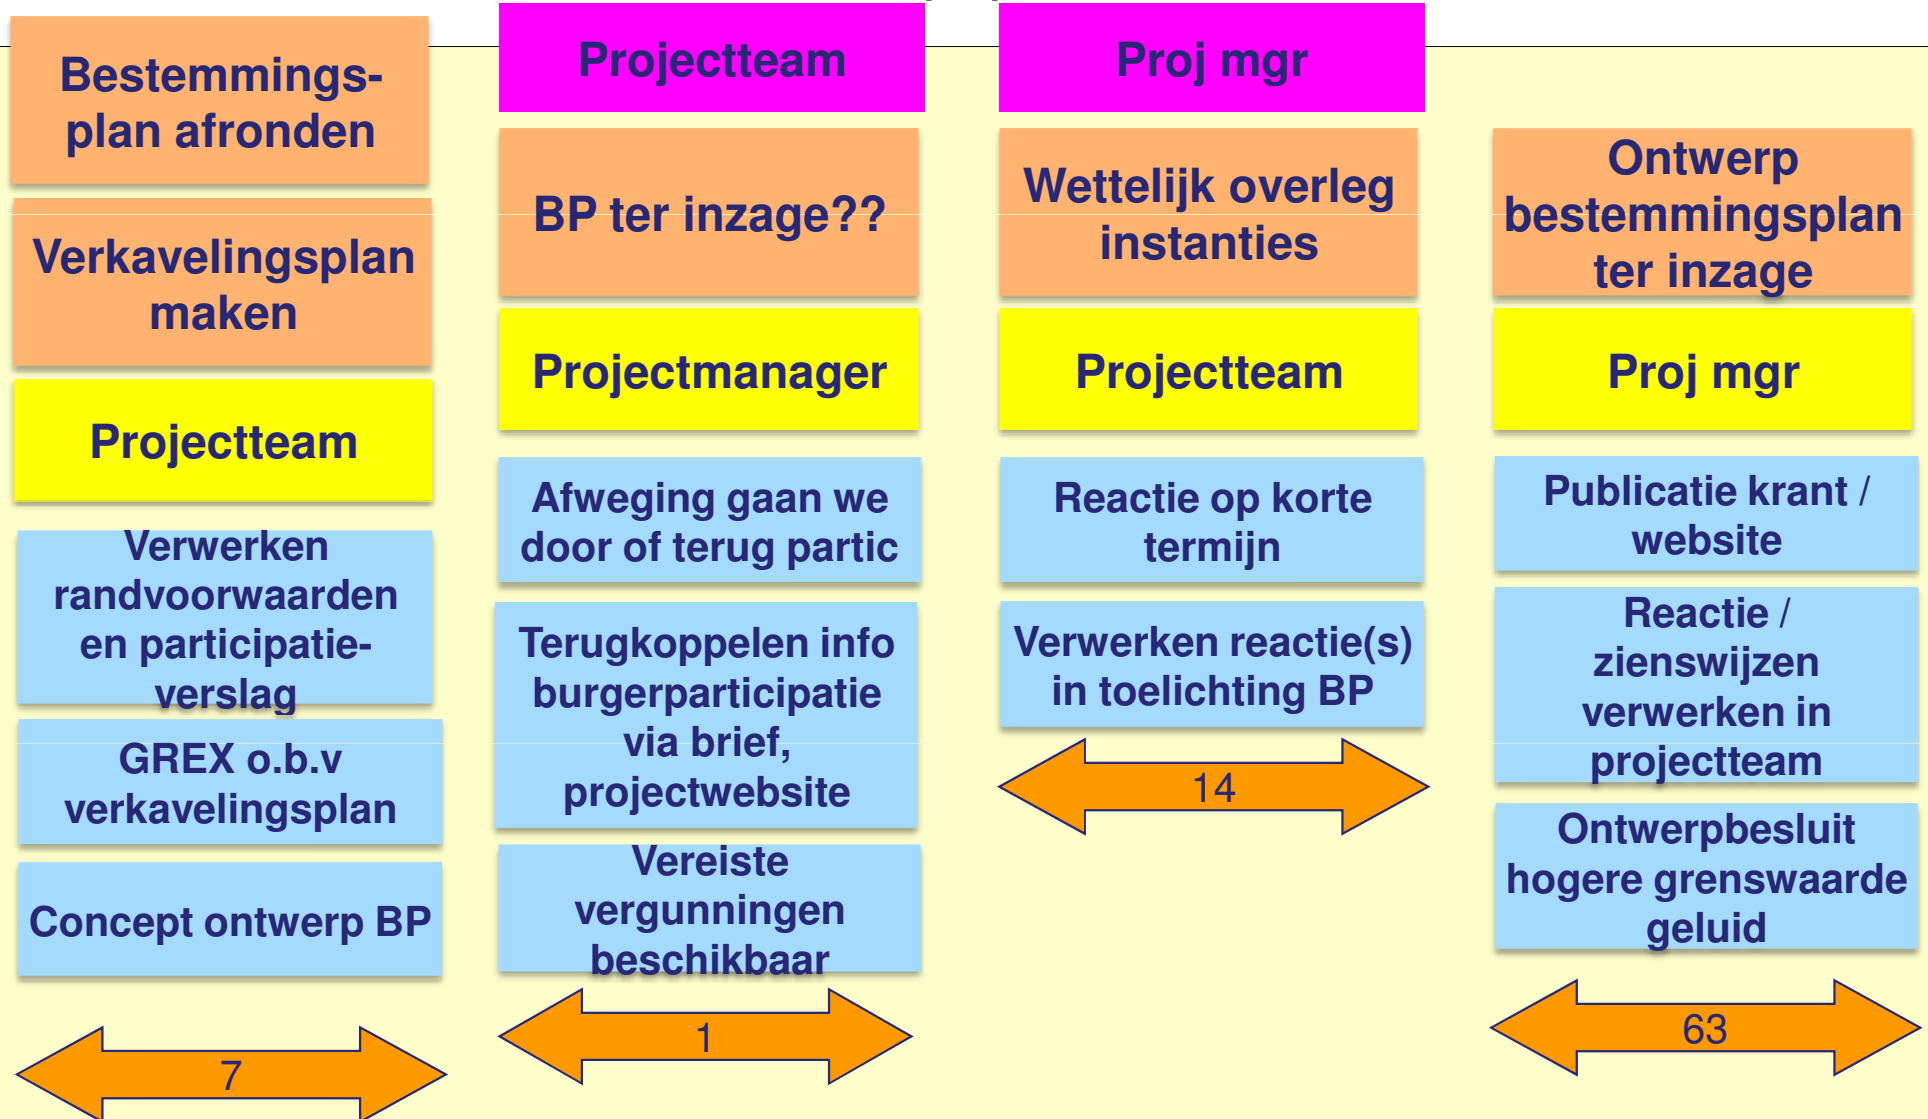 Bestemmings-
plan afronden
Verkavelingsplan
maken
Projectteam
Verwerken
randvoorwaarden
en participatie-
verslag
GREX o.b.v
verkavelingsplan
Concept ontwerp BP
7
Projectteam
BP ter inzage??
Projectmanager
Afweging gaan we
door of terug partic
Terugkoppelen info
burgerparticipatie
via brief,
projectwebsite
Vereiste
vergunningen
beschikbaar
1
Proj mgr
Wettelijk overleg
instanties
Projectteam
Reactie op korte
termijn
Verwerken reactie(s)
in toelichting BP
14
Ontwerp
bestemmingsplan
ter inzage
Proj mgr
Publicatie krant /
website
Reactie /
zienswijzen
verwerken in
projectteam
Ontwerpbesluit
hogere grenswaarde
geluid
63